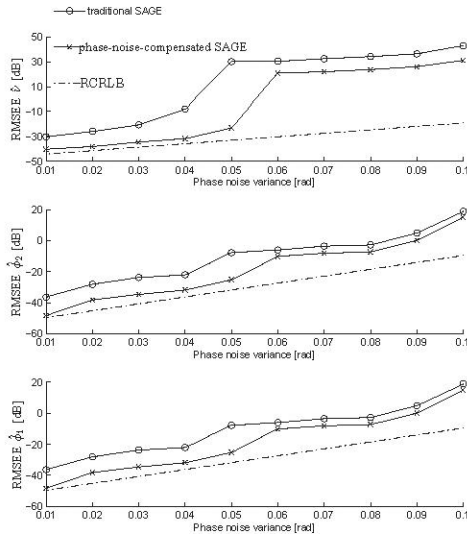 traditional SAGE
phase-noise-compensated SAGE
RCRLB
RMSEE ν̂ [dB]
50
30
10
-10
-30
-50
0.01 0.02 0.03 0.04 0.05 0.06 0.07 0.08 0.09 0.1
Phase noise variance [rad]
RMSEE ϕ̂2 [dB]
20
0
-20
-40
-60
0.01 0.02 0.03 0.04 0.05 0.06 0.07 0.08 0.09 0.1
Phase noise variance [rad]
RMSEE ϕ̂1 [dB]
20
0
-20
-40
-60
0.01 0.02 0.03 0.04 0.05 0.06 0.07 0.08 0.09 0.1
Phase noise variance [rad]